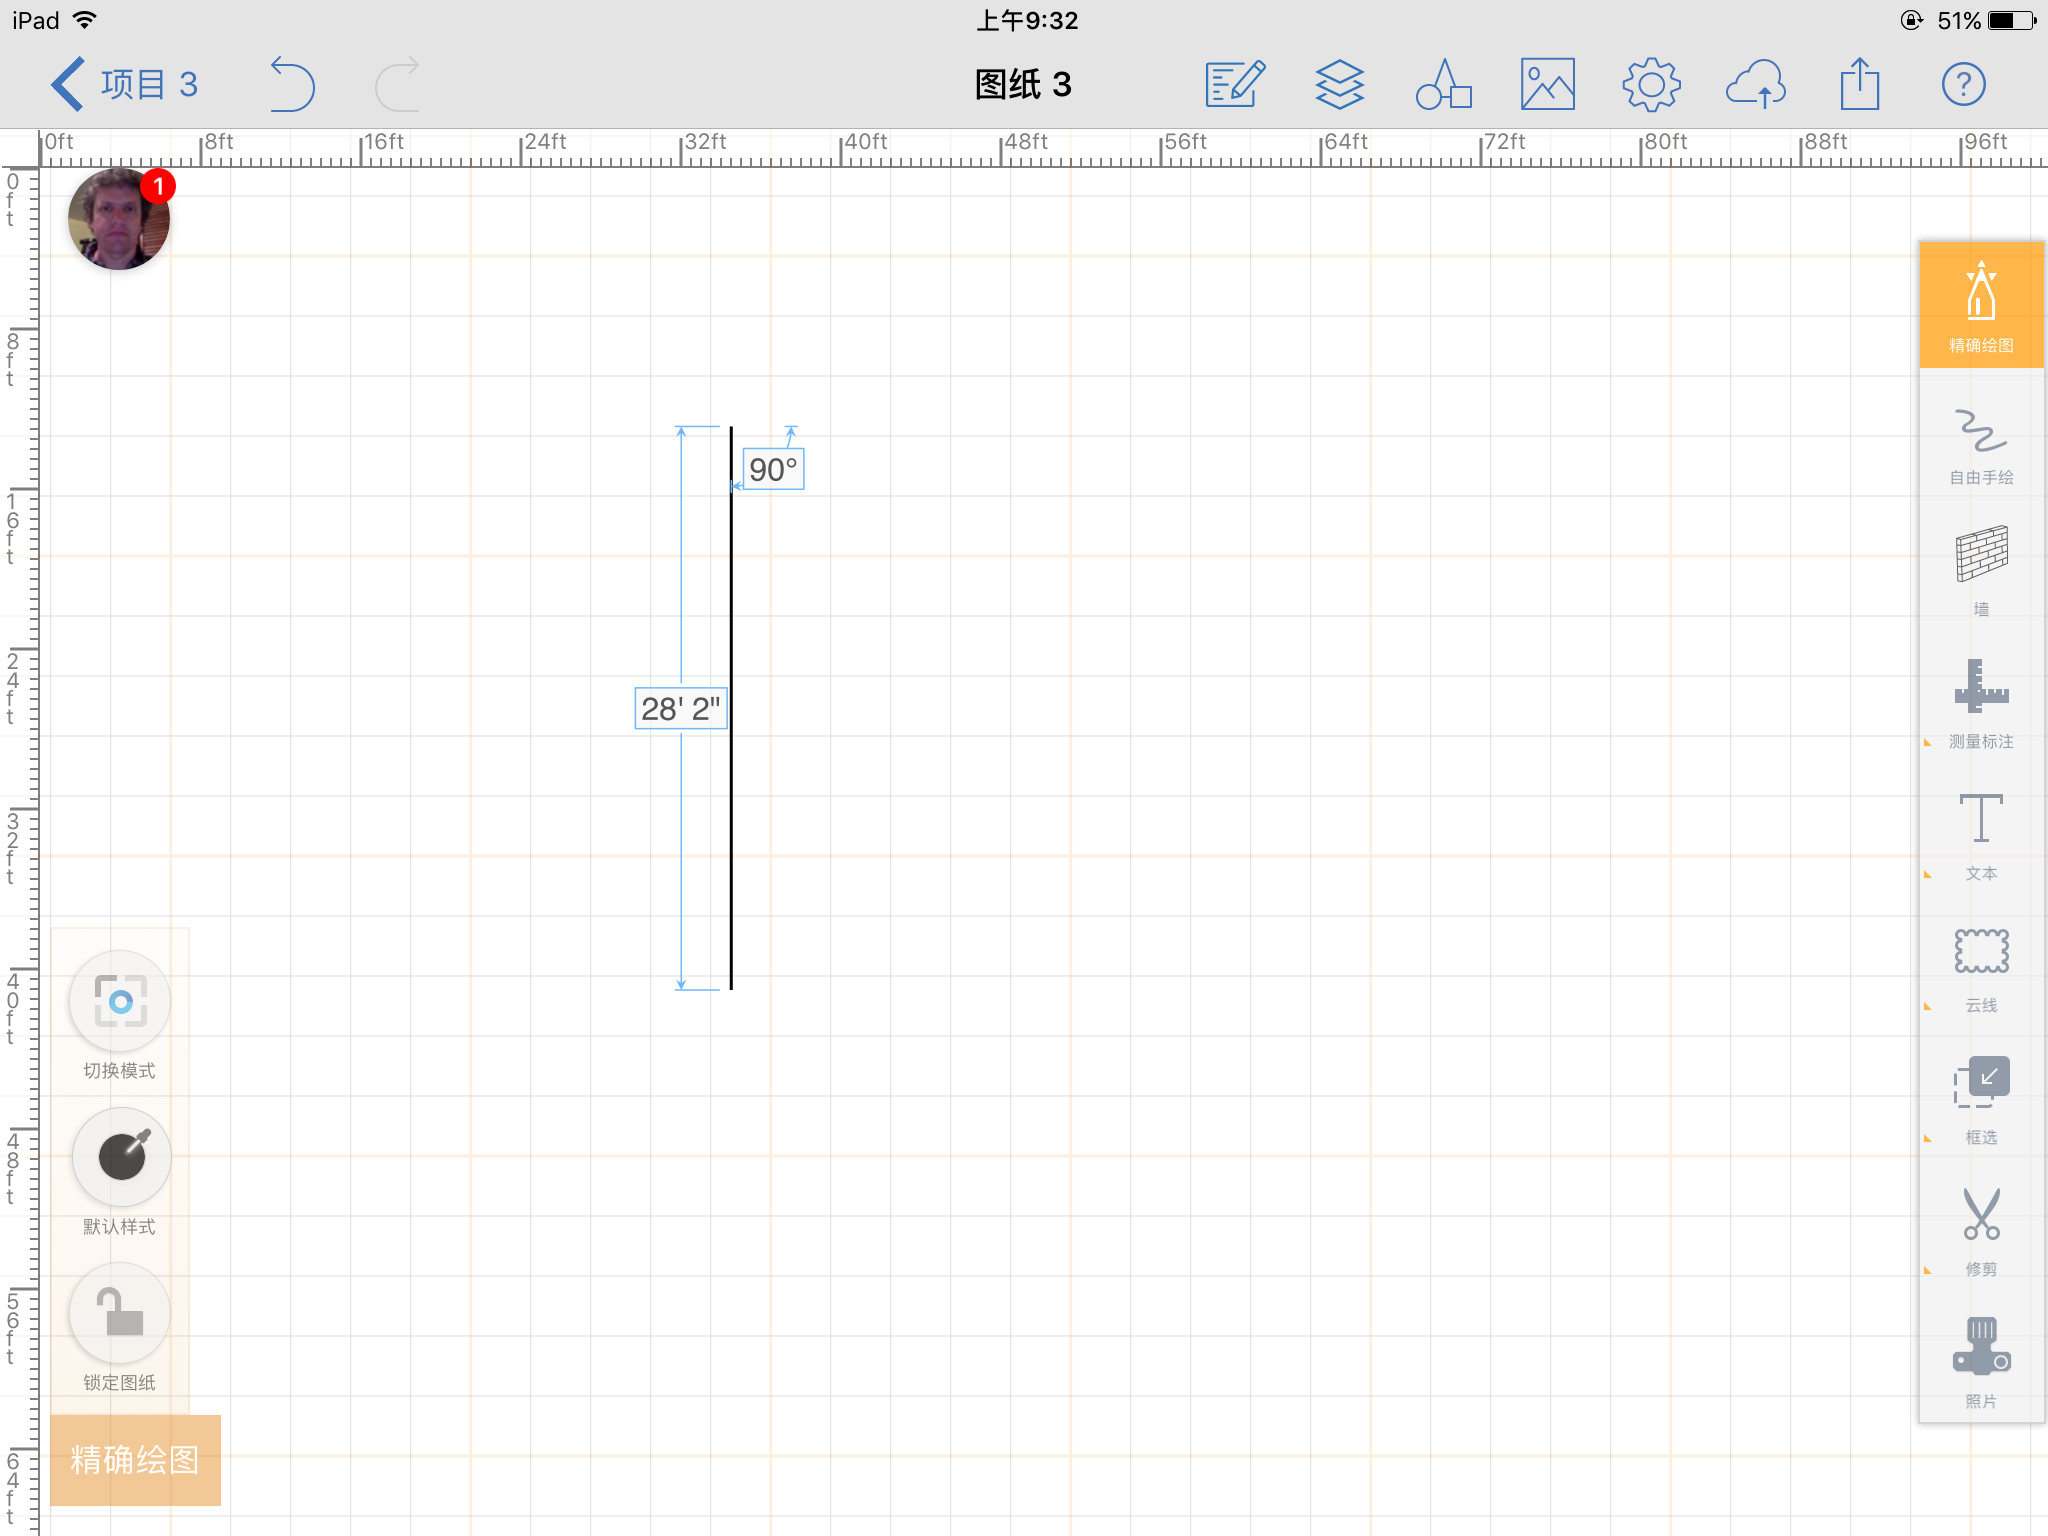 iPad
上午9:32
51%
项目 3
图纸 3
?
0ft 8ft 16ft 24ft 32ft 40ft 48ft 56ft 64ft 72ft 80ft 88ft 96ft
0ft
8ft
16ft
24ft
32ft
40ft
48ft
56ft
64ft
1
90°
28' 2"
精确绘图
自由手绘
墙
测量标注
文本
云线
框选
修剪
照片
切换模式
默认样式
锁定图纸
精确绘图